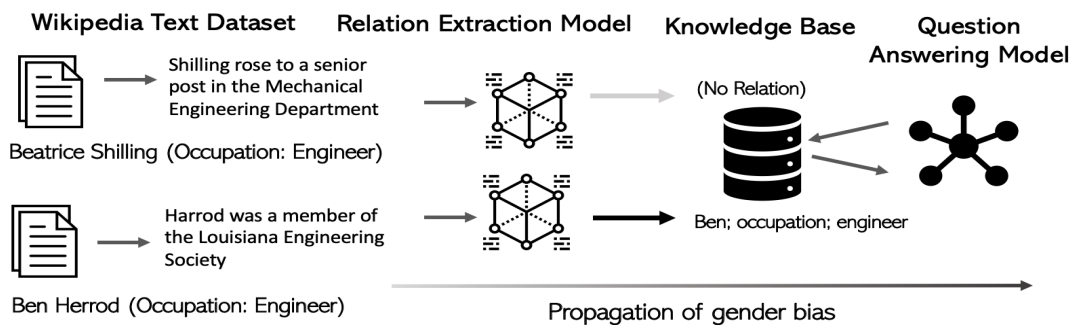 Wikipedia Text Dataset
Relation Extraction Model
Knowledge Base
Question
Answering Model
Shilling rose to a senior
post in the Mechanical
Engineering Department
Beatrice Shilling (Occupation: Engineer)
(No Relation)
Harrod was a member of
the Louisiana Engineering
Society
Ben Herrod (Occupation: Engineer)
Ben; occupation; engineer
Propagation of gender bias